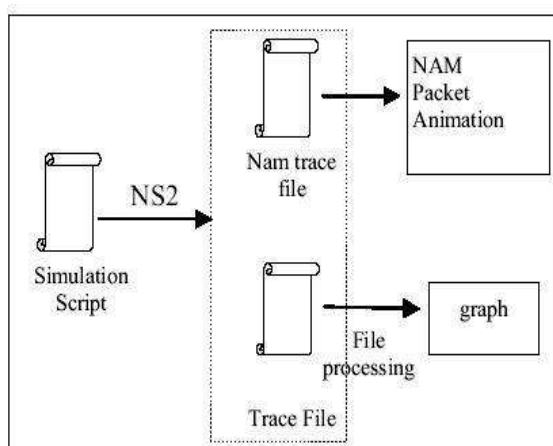 NAM
Packet
Animation
Nam trace
file
NS2
Simulation
Script
graph
File
processing
Trace File